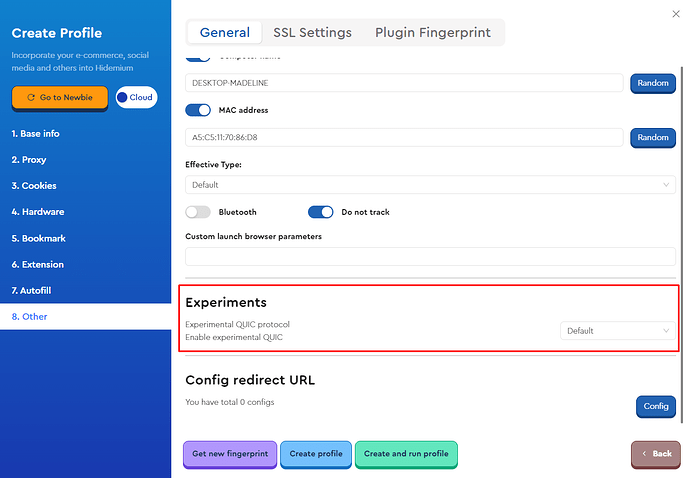 Create Profile
Incorporate your e-commerce, social
media and others into Hidemium
Go to Newbie
Cloud
1. Base info
2. Proxy
3. Cookies
4. Hardware
5. Bookmark
6. Extension
7. Autofill
8. Other
General
SSL Settings
Plugin Fingerprint
Computer name
DESKTOP-MADELINE
Random
MAC address
A5:C5:11:70:86:D8
Random
Effective Type:
Default
Bluetooth
Do not track
Custom launch browser parameters
Experiments
Experimental QUIC protocol
Enable experimental QUIC
Default
Config redirect URL
You have total 0 configs
Config
Get new fingerprint
Create profile
Create and run profile
Back